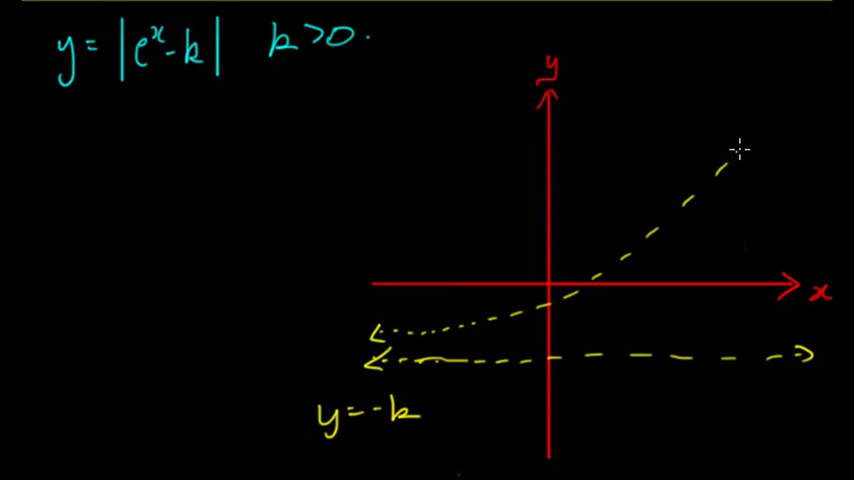 y = |e^x - k|   k > 0.
y
x
y = -k